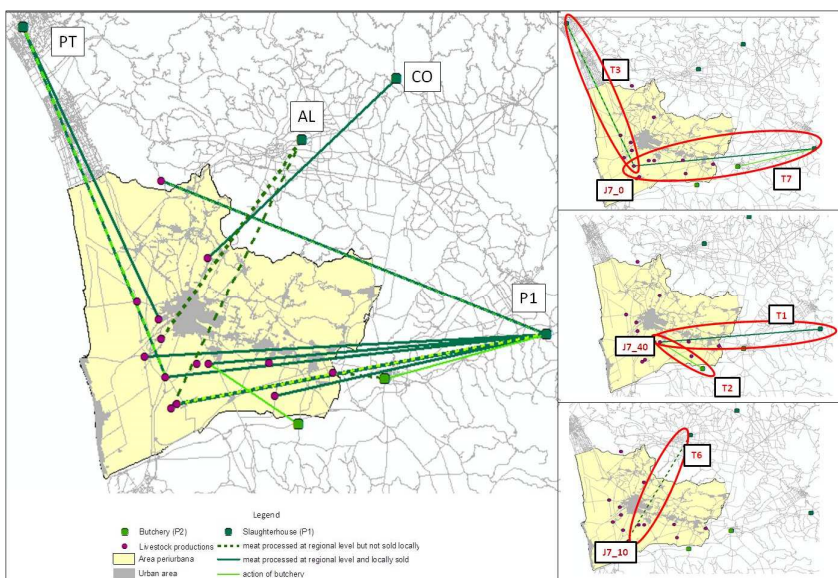 PT
CO
AL
P1
Butchery (P2)
Slaughterhouse (P1)
Livestock productions
meat processed at regional level but not sold locally
Area periurbana
meat processed at regional level and locally sold
Urban area
action of butchery
T3
J7_0
T7
T1
J7_40
T2
T6
J7_10